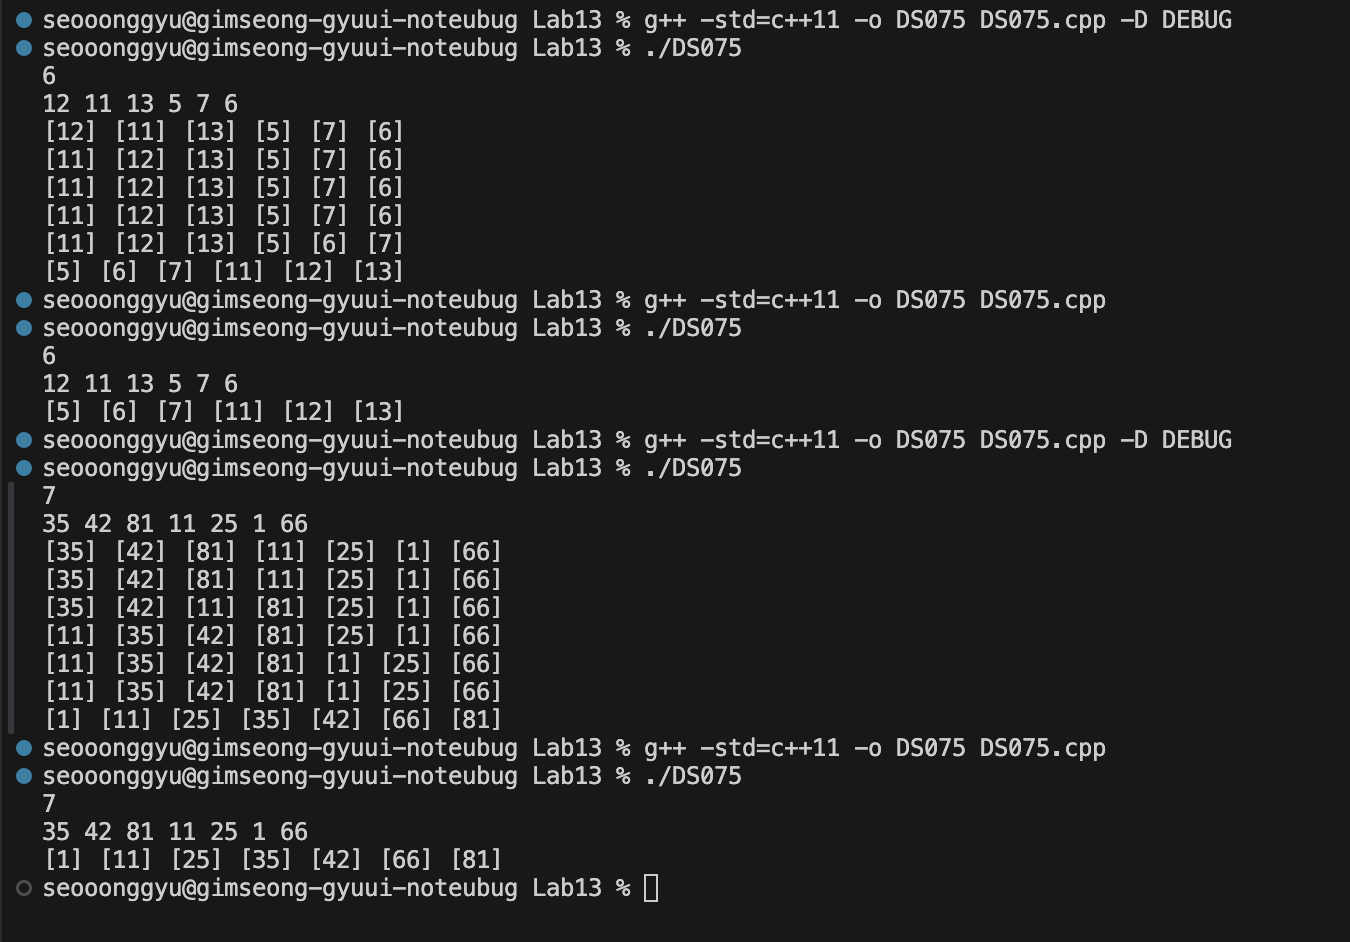 seooonggyu@gimseong-gyuui-noteubug Lab13 % g++ -std=c++11 -o DS075 DS075.cpp -D DEBUG
seooonggyu@gimseong-gyuui-noteubug Lab13 % ./DS075
6
12 11 13 5 7 6
[12] [11] [13] [5] [7] [6]
[11] [12] [13] [5] [7] [6]
[11] [12] [13] [5] [7] [6]
[11] [12] [13] [5] [7] [6]
[11] [12] [13] [5] [6] [7]
[5] [6] [7] [11] [12] [13]
seooonggyu@gimseong-gyuui-noteubug Lab13 % g++ -std=c++11 -o DS075 DS075.cpp
seooonggyu@gimseong-gyuui-noteubug Lab13 % ./DS075
6
12 11 13 5 7 6
[5] [6] [7] [11] [12] [13]
seooonggyu@gimseong-gyuui-noteubug Lab13 % g++ -std=c++11 -o DS075 DS075.cpp -D DEBUG
seooonggyu@gimseong-gyuui-noteubug Lab13 % ./DS075
7
35 42 81 11 25 1 66
[35] [42] [81] [11] [25] [1] [66]
[35] [42] [81] [11] [25] [1] [66]
[35] [42] [11] [81] [25] [1] [66]
[11] [35] [42] [81] [25] [1] [66]
[11] [35] [42] [81] [1] [25] [66]
[11] [35] [42] [81] [1] [25] [66]
[1] [11] [25] [35] [42] [66] [81]
seooonggyu@gimseong-gyuui-noteubug Lab13 % g++ -std=c++11 -o DS075 DS075.cpp
seooonggyu@gimseong-gyuui-noteubug Lab13 % ./DS075
7
35 42 81 11 25 1 66
[1] [11] [25] [35] [42] [66] [81]
seooonggyu@gimseong-gyuui-noteubug Lab13 %